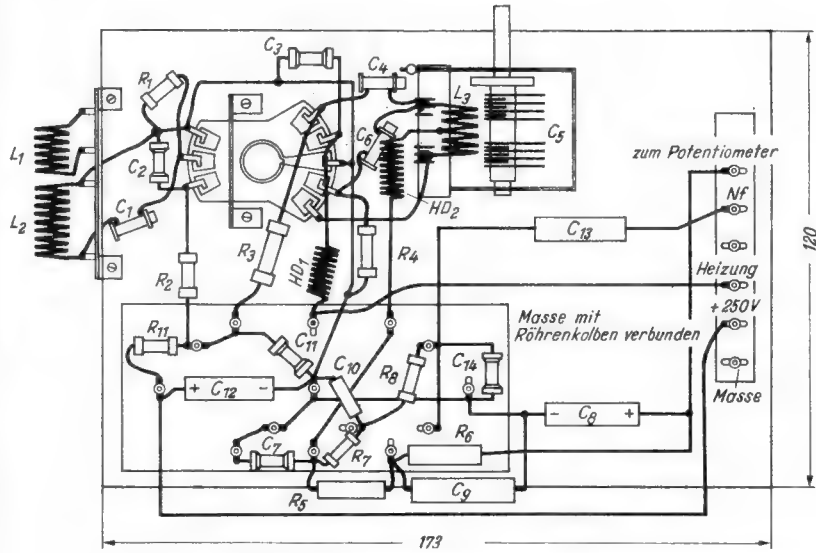 C3
C4
R1
L3
C5
C6
L1
C2
zum Potentiometer
Nf
HD2
L2
C1
C13
R3
R4
HD1
R2
Heizung
120
+250V
Masse mit
Röhrenkolben verbunden
R11
C11
C10
R8
C14
Masse
+ C12 -
- C8 +
R6
C7
R7
R5
C9
173